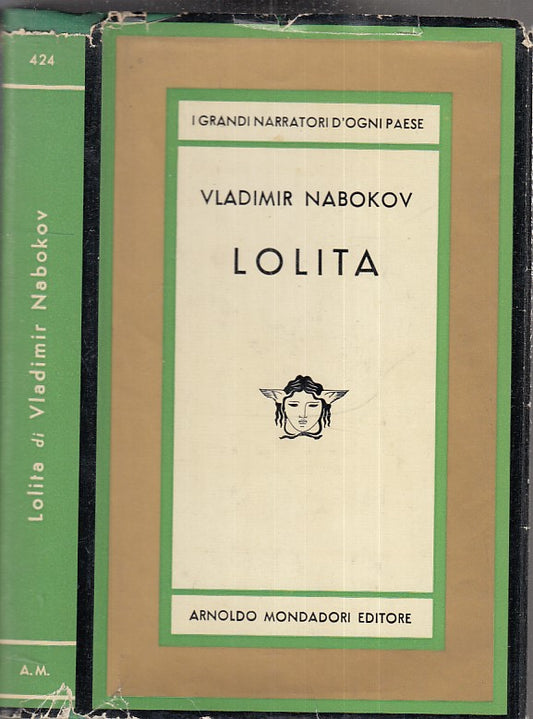 424
Lolita di Vladimir Nabokov
A.M.
I GRANDI NARRATORI D'OGNI PAESE
VLADIMIR NABOKOV
LOLITA
ARNOLDO MONDADORI EDITORE